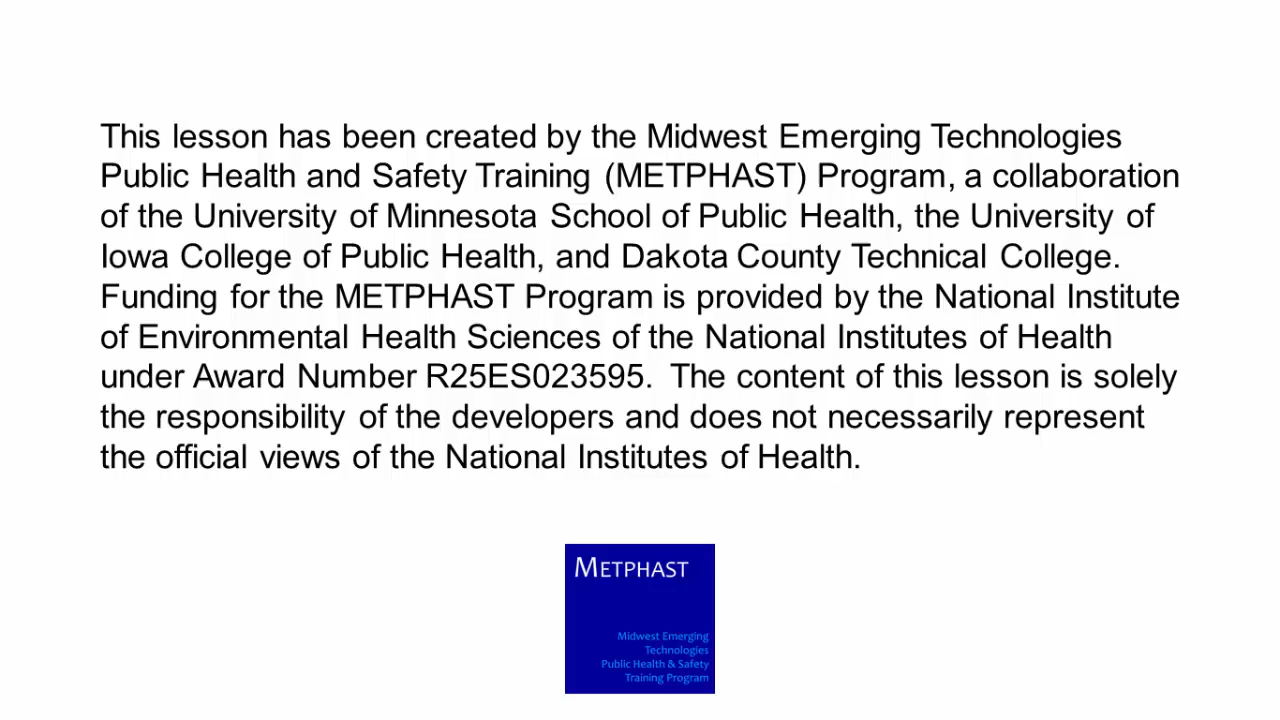 This lesson has been created by the Midwest Emerging Technologies
Public Health and Safety Training (METPHAST) Program, a collaboration
of the University of Minnesota School of Public Health, the University of
Iowa College of Public Health, and Dakota County Technical College.
Funding for the METPHAST Program is provided by the National Institute
of Environmental Health Sciences of the National Institutes of Health
under Award Number R25ES023595.  The content of this lesson is solely
the responsibility of the developers and does not necessarily represent
the official views of the National Institutes of Health.
METPHAST
Midwest Emerging
Technologies
Public Health & Safety
Training Program